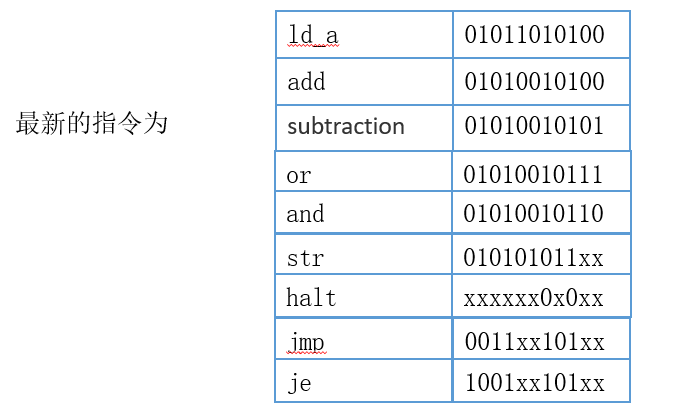 最新的指令为
ld_a 01011010100
add 01010010100
subtraction 01010010101
or 01010010111
and 01010010110
str 010101011xx
halt xxxxxx0x0xx
jmp 0011xx101xx
je 1001xx101xx